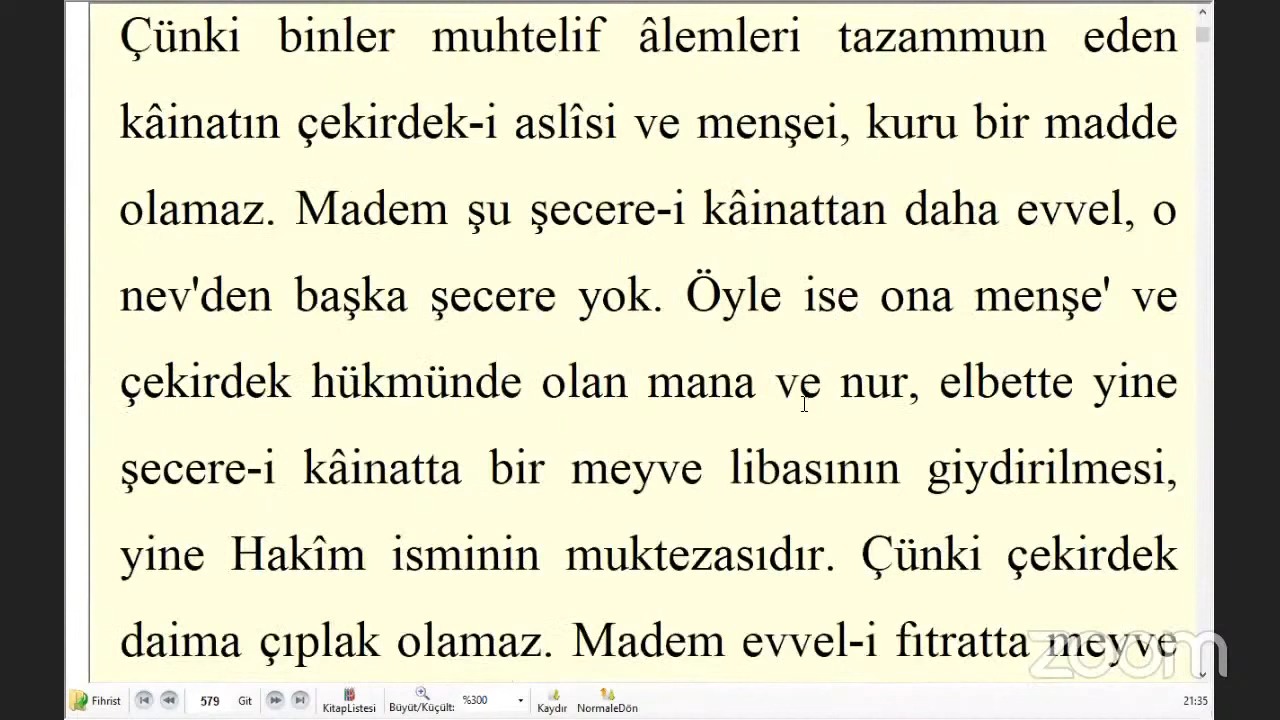 Çünki binler muhtelif âlemleri tazammun eden
kâinatın çekirdek-i aslîsi ve menşei, kuru bir madde
olamaz. Madem şu şecere-i kâinattan daha evvel, o
nev'den başka şecere yok. Öyle ise ona menşe' ve
çekirdek hükmünde olan mana ve nur, elbette yine
şecere-i kâinatta bir meyve libasının giydirilmesi,
yine Hakîm isminin muktezasıdır. Çünki çekirdek
daima çıplak olamaz. Madem evvel-i fıtratta meyve
zoom
Fihrist 579 Git KitapListesi Büyüt/Küçült: %300 Kaydır NormaleDön 21:35